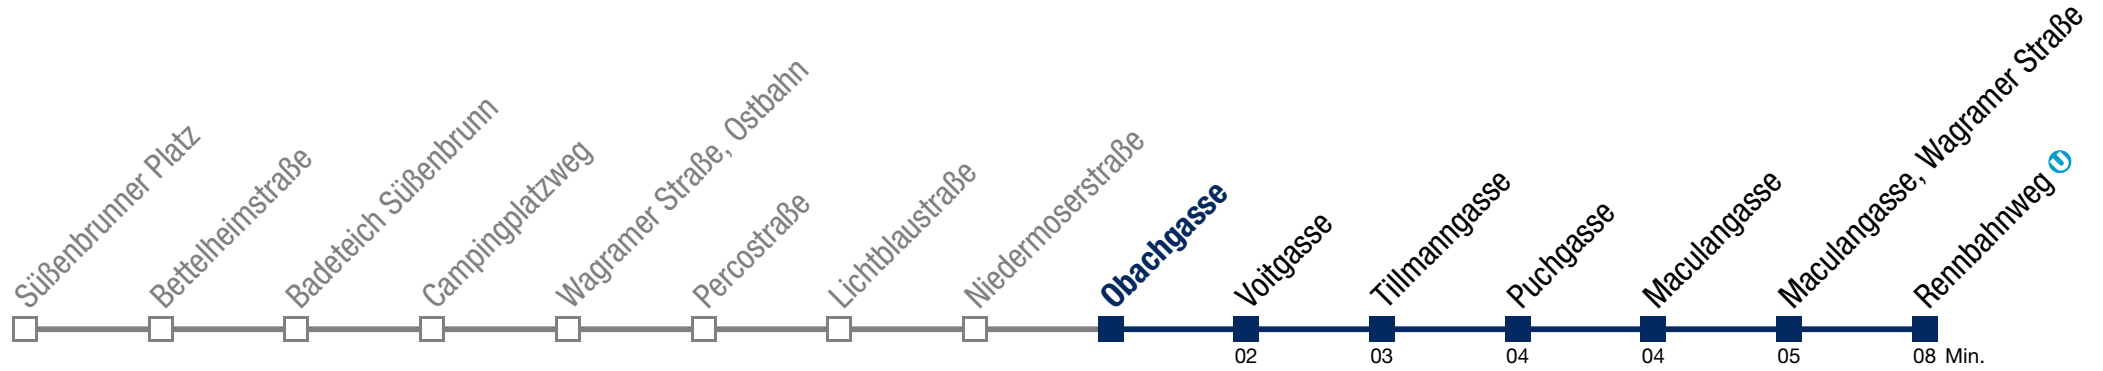 Süßenbrunner Platz
Bettelheimstraße
Badeteich Süßenbrunn
Campingplatzweg
Wagramer Straße, Ostbahn
Percostraße
Lichtblaustraße
Niedermoserstraße
Obachgasse
Voitgasse
Tillmanngasse
Puchgasse
Maculangasse
Maculangasse, Wagramer Straße
Rennbahnweg U
02 03 04 04 05 08 Min.